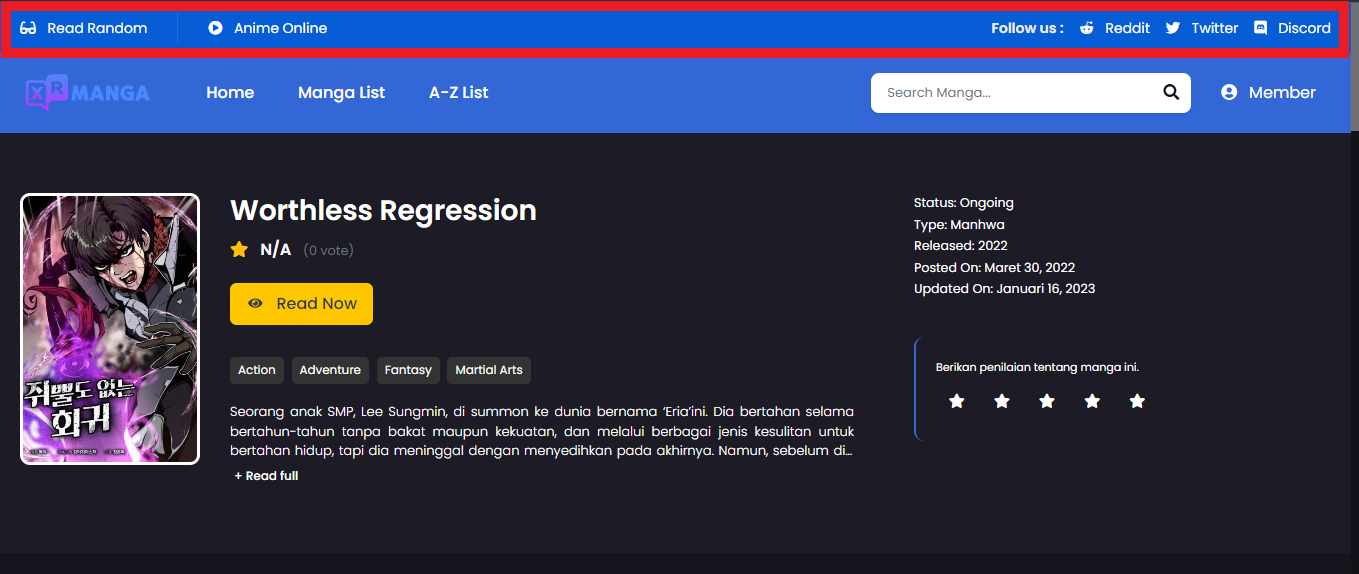 Read Random
Anime Online
Follow us :
Reddit
Twitter
Discord
XR MANGA
Home
Manga List
A-Z List
Search Manga...
Member
쥐뿔도 없는
회귀
Worthless Regression
N/A (0 vote)
Read Now
Action
Adventure
Fantasy
Martial Arts
Seorang anak SMP, Lee Sungmin, di summon ke dunia bernama ‘Eria’ini. Dia bertahan selama
bertahun-tahun tanpa bakat maupun kekuatan, dan melalui berbagai jenis kesulitan untuk
bertahan hidup, tapi dia meninggal dengan menyedihkan pada akhirnya. Namun, sebelum di...
+ Read full
Status: Ongoing
Type: Manhwa
Released: 2022
Posted On: Maret 30, 2022
Updated On: Januari 16, 2023
Berikan penilaian tentang manga ini.